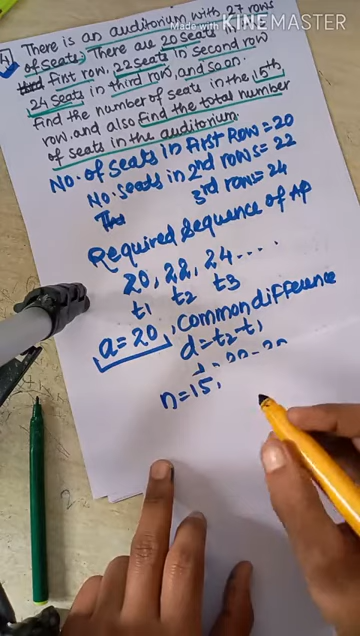 Made With KINEMASTER
A) There is an auditorium with 27 rows
of seats. There are 20 seats in
first row, 22 seats in second row
24 seats in third row, and so on.
find the number of seats in the 15th
row. and also find the total number
of seats in the auditorium.
No. of seats in First Row = 20
No. seats in 2nd rows = 22
3rd row = 24
The
Required Sequence of AP
20, 22, 24 ....
t1 t2 t3
a = 20, Common difference
d = t2 - t1
n = 15,